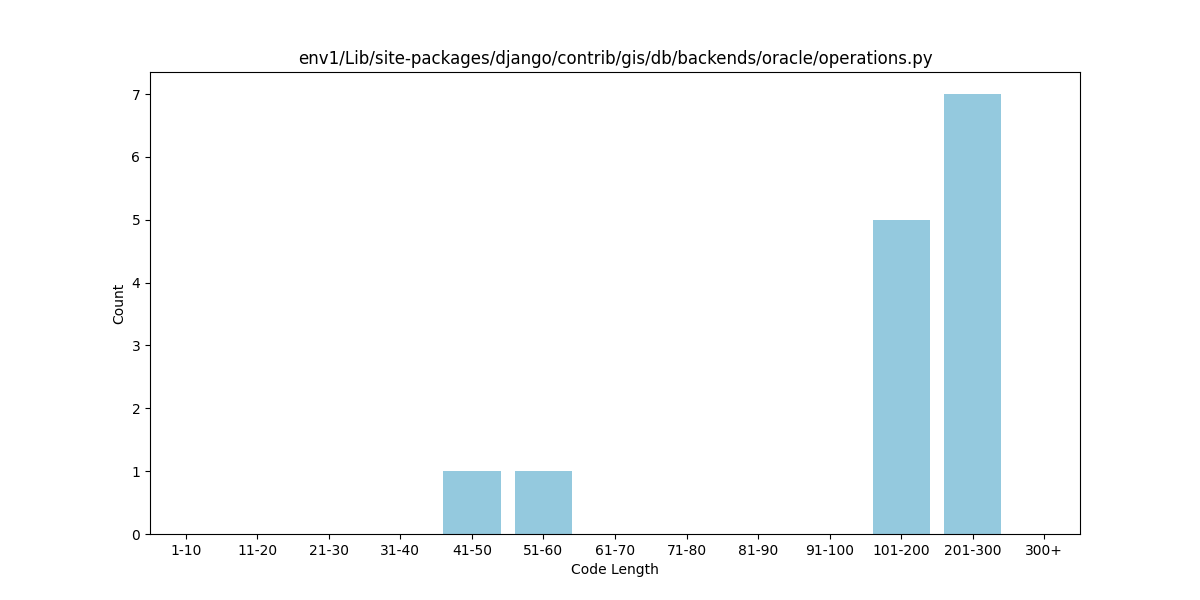 env1/Lib/site-packages/django/contrib/gis/db/backends/oracle/operations.py
7
6
5
4
3
2
1
0
Count
1-10 11-20 21-30 31-40 41-50 51-60 61-70 71-80 81-90 91-100 101-200 201-300 300+
Code Length